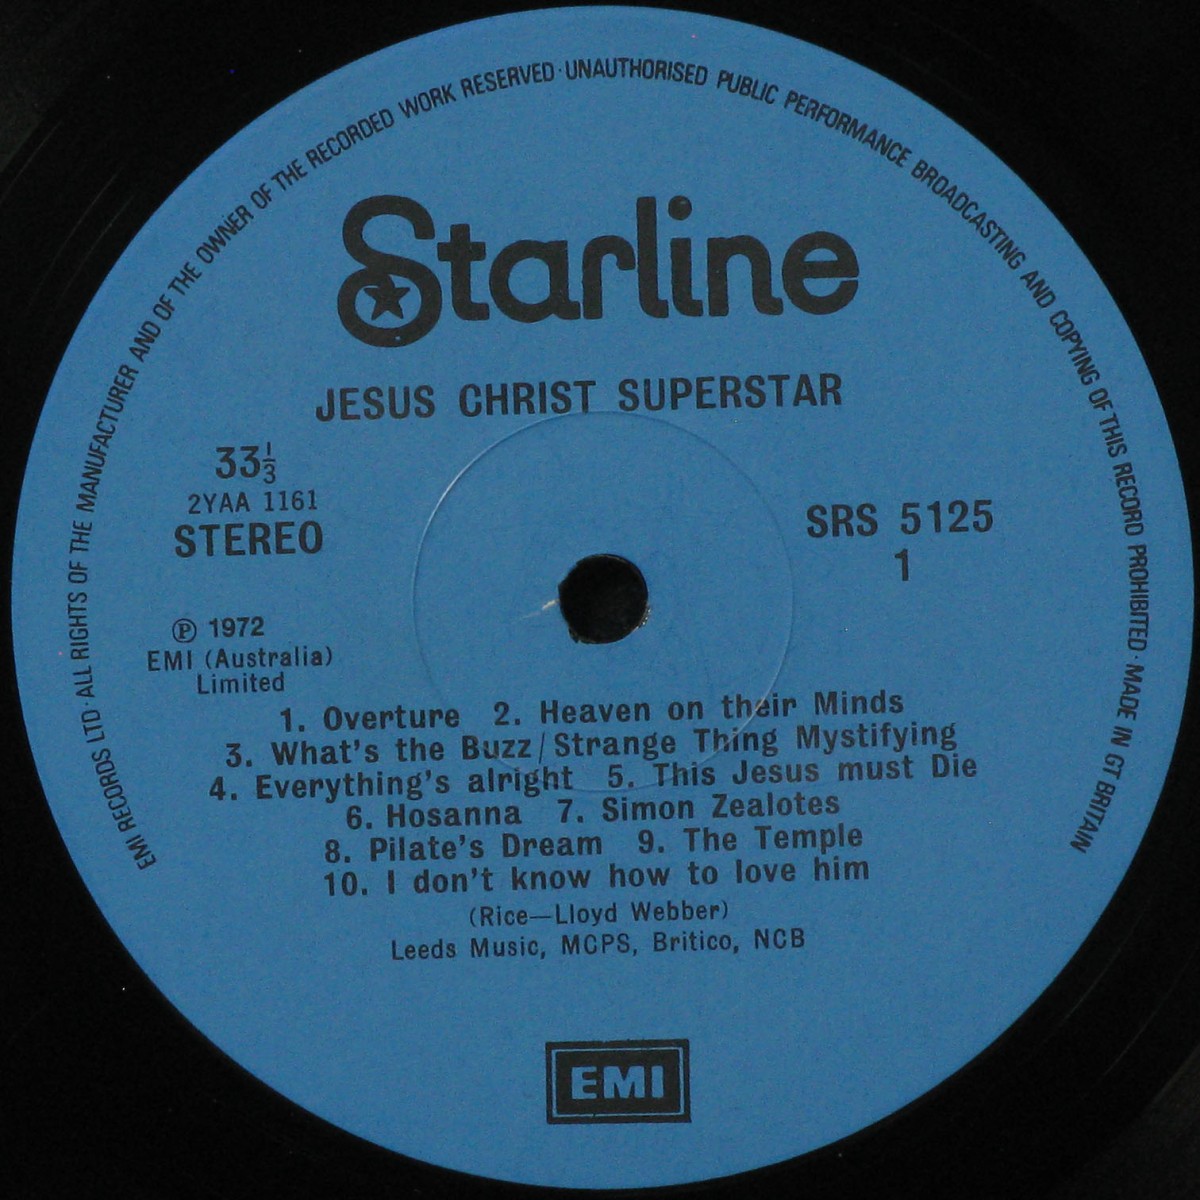 EMI RECORDS LTD · ALL RIGHTS OF THE MANUFACTURER AND OF THE OWNER OF THE RECORDED WORK RESERVED · UNAUTHORISED PUBLIC PERFORMANCE BROADCASTING AND COPYING OF THIS RECORD PROHIBITED · MADE IN GT BRITAIN
Starline
JESUS CHRIST SUPERSTAR
33⅓
2YAA 1161
STEREO
SRS 5125
1
℗ 1972
EMI (Australia)
Limited
1. Overture 2. Heaven on their Minds
3. What's the Buzz/Strange Thing Mystifying
4. Everything's alright 5. This Jesus must Die
6. Hosanna 7. Simon Zealotes
8. Pilate's Dream 9. The Temple
10. I don't know how to love him
(Rice—Lloyd Webber)
Leeds Music, MCPS, Britico, NCB
EMI